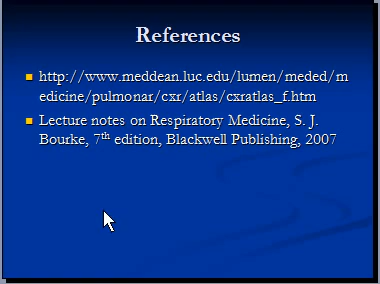 References
http://www.meddean.luc.edu/lumen/meded/m
edicine/pulmonar/cxr/atlas/cxratlas_f.htm
Lecture notes on Respiratory Medicine, S. J.
Bourke, 7th edition, Blackwell Publishing, 2007